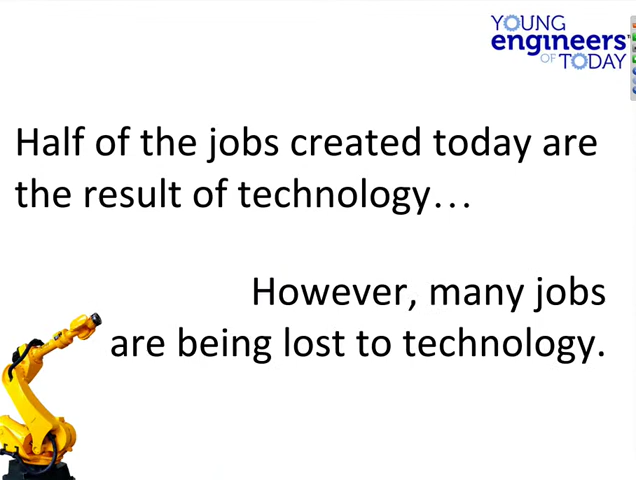 YOUNG
engineers
OF TODAY
Half of the jobs created today are
the result of technology…
However, many jobs
are being lost to technology.